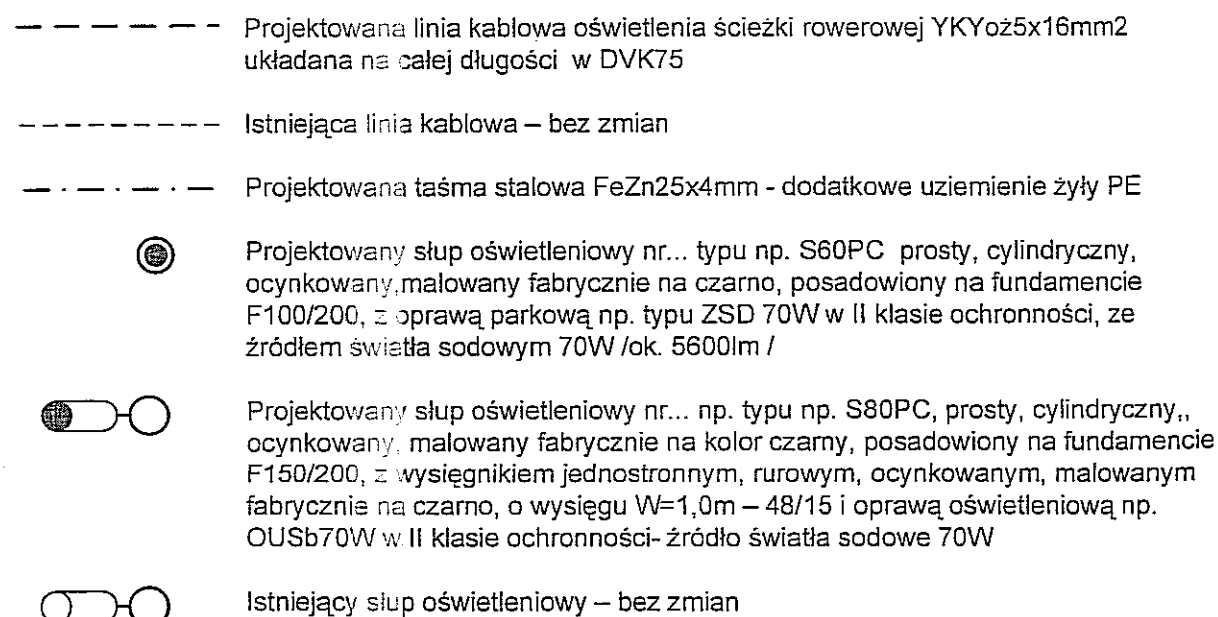 Projektowana linia kablowa oświetlenia ścieżki rowerowej YKYoż5x16mm2
układana na całej długości w DVK75
Istniejąca linia kablowa – bez zmian
Projektowana taśma stalowa FeZn25x4mm - dodatkowe uziemienie żyły PE
Projektowany słup oświetleniowy nr... typu np. S60PC prosty, cylindryczny,
ocynkowany,malowany fabrycznie na czarno, posadowiony na fundamencie
F100/200, z oprawą parkową np. typu ZSD 70W w II klasie ochronności, ze
źródłem światła sodowym 70W /ok. 5600lm /
Projektowany słup oświetleniowy nr... np. typu np. S80PC, prosty, cylindryczny,,
ocynkowany, malowany fabrycznie na kolor czarny, posadowiony na fundamencie
F150/200, z wysięgnikiem jednostronnym, rurowym, ocynkowanym, malowanym
fabrycznie na czarno, o wysięgu W=1,0m – 48/15 i oprawą oświetleniową np.
OUSb70W w II klasie ochronności- źródło światła sodowe 70W
Istniejący słup oświetleniowy – bez zmian